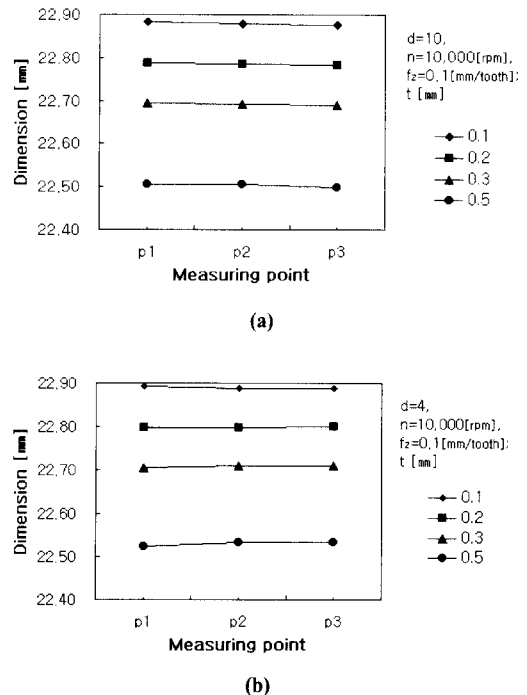 22.90
22.80
22.70
22.60
22.50
22.40
Dimension [mm]
p1 p2 p3
Measuring point
d=10,
n=10,000[rpm],
fz=0.1[mm/tooth];
t [mm]
0.1
0.2
0.3
0.5
(a)
22.90
22.80
22.70
22.60
22.50
22.40
Dimension [mm]
p1 p2 p3
Measuring point
d=4,
n=10,000[rpm],
fz=0.1[mm/tooth];
t [mm]
0.1
0.2
0.3
0.5
(b)